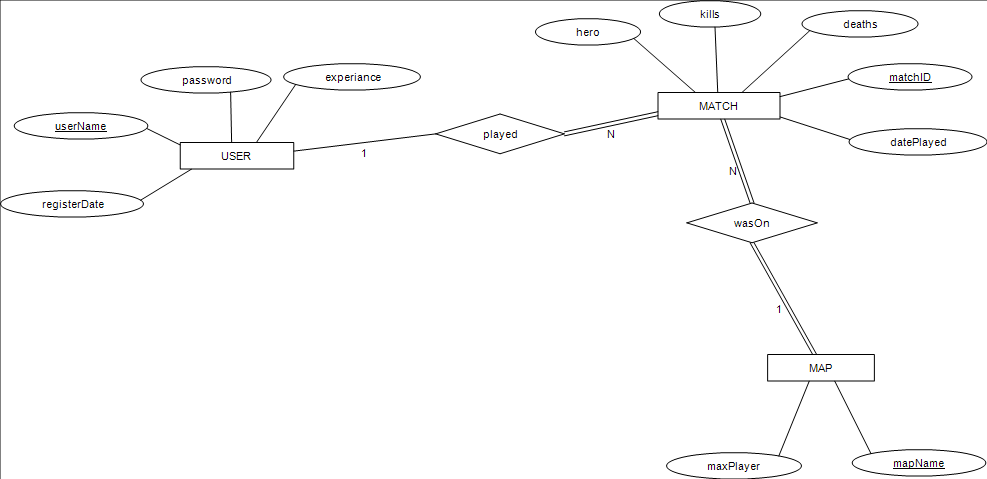 kills
hero
deaths
password
experiance
matchID
MATCH
userName
played
N
datePlayed
USER
1
N
registerDate
wasOn
1
MAP
maxPlayer
mapName